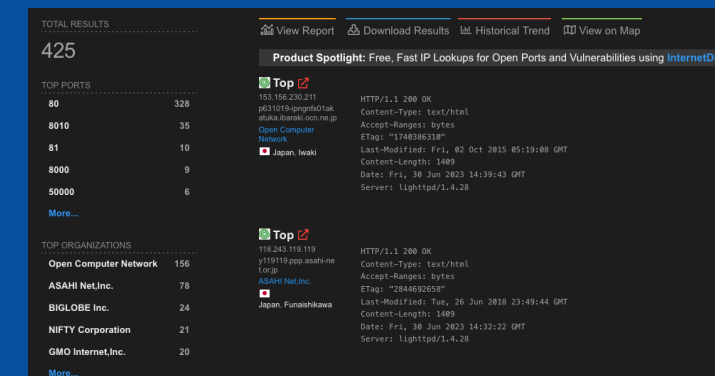 TOTAL RESULTS
425
TOP PORTS
80 328
8010 35
81 10
8000 9
50000 6
More...
TOP ORGANIZATIONS
Open Computer Network 156
ASAHI Net,Inc. 78
BIGLOBE Inc. 24
NIFTY Corporation 21
GMO Internet,Inc. 20
More...
View Report Download Results Historical Trend View on Map
Product Spotlight: Free, Fast IP Lookups for Open Ports and Vulnerabilities using InternetD
Top
153.156.230.211
p631019-ipngnfx01ak
atuka.ibaraki.ocn.ne.jp
Open Computer
Network
Japan, Iwaki
HTTP/1.1 200 OK
Content-Type: text/html
Accept-Ranges: bytes
ETag: "1740386310"
Last-Modified: Fri, 02 Oct 2015 05:19:08 GMT
Content-Length: 1409
Date: Fri, 30 Jun 2023 14:39:43 GMT
Server: lighttpd/1.4.28
Top
118.243.119.119
y119119.ppp.asahi-ne
t.or.jp
ASAHI Net,Inc.
Japan, Funaishikawa
HTTP/1.1 200 OK
Content-Type: text/html
Accept-Ranges: bytes
ETag: "2844692658"
Last-Modified: Tue, 26 Jun 2018 23:49:44 GMT
Content-Length: 1409
Date: Fri, 30 Jun 2023 14:32:22 GMT
Server: lighttpd/1.4.28